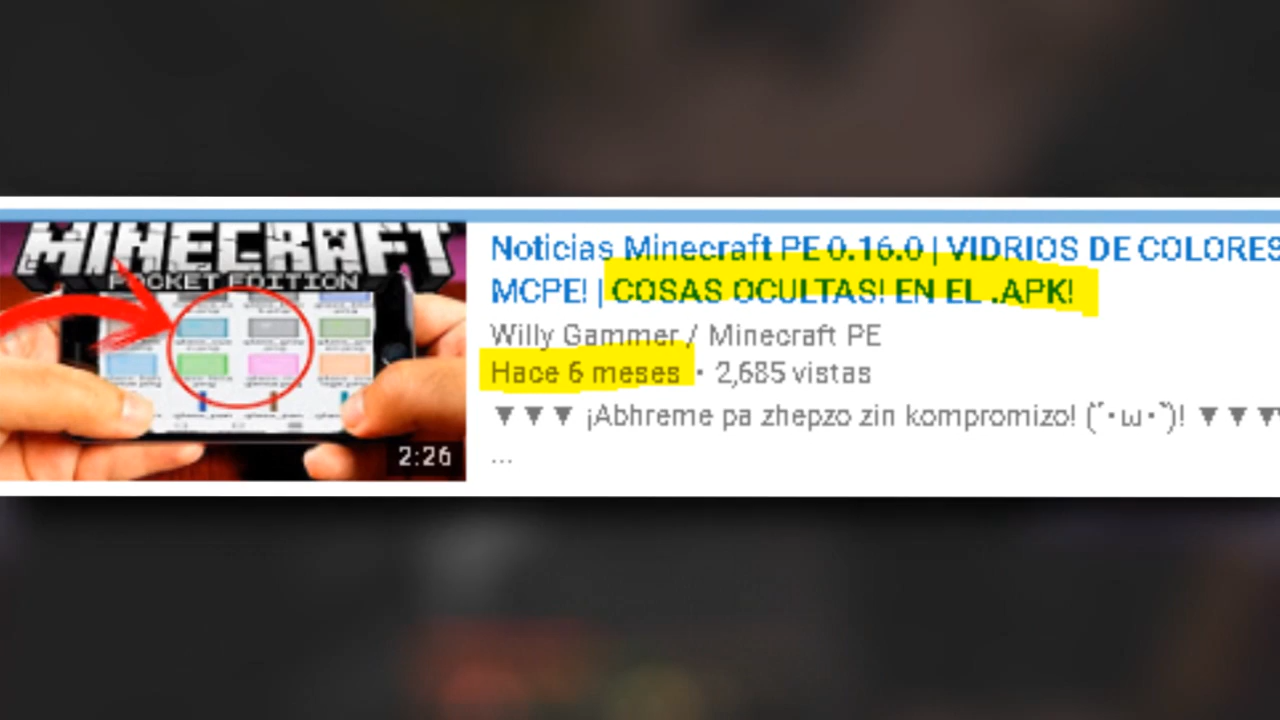 MINECRAFT
POCKET EDITION
2:26
Noticias Minecraft PE 0.16.0 | VIDRIOS DE COLORES
MCPE! | COSAS OCULTAS! EN EL .APK!
Willy Gammer / Minecraft PE
Hace 6 meses • 2,685 vistas
▼ ▼ ▼ ¡Abhreme pa zhepzo zin kompromizo! (˘･ω･˘)! ▼ ▼ ▼
...